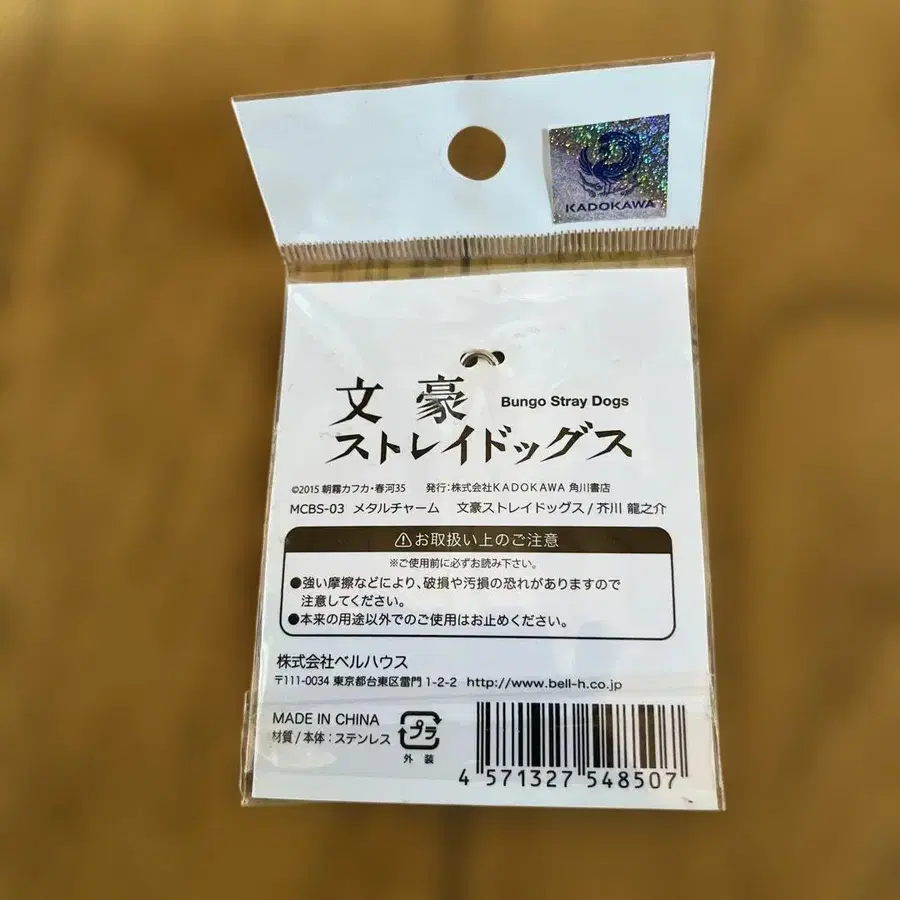 KADOKAWA
文豪 Bungo Stray Dogs
ストレイドッグス
©2015 朝霧カフカ・春河35 発行:株式会社KADOKAWA 角川書店
MCBS-03 メタルチャーム 文豪ストレイドッグス / 芥川 龍之介
⚠お取扱い上のご注意
※ご使用前に必ずお読み下さい。
●強い摩擦などにより、破損や汚損の恐れがありますので
注意してください。
●本来の用途以外でのご使用はお止めください。
株式会社ベルハウス
〒111-0034 東京都台東区雷門 1-2-2 http://www.bell-h.co.jp
MADE IN CHINA
材質 / 本体:ステンレス
プラ
外装
4 571327 548507